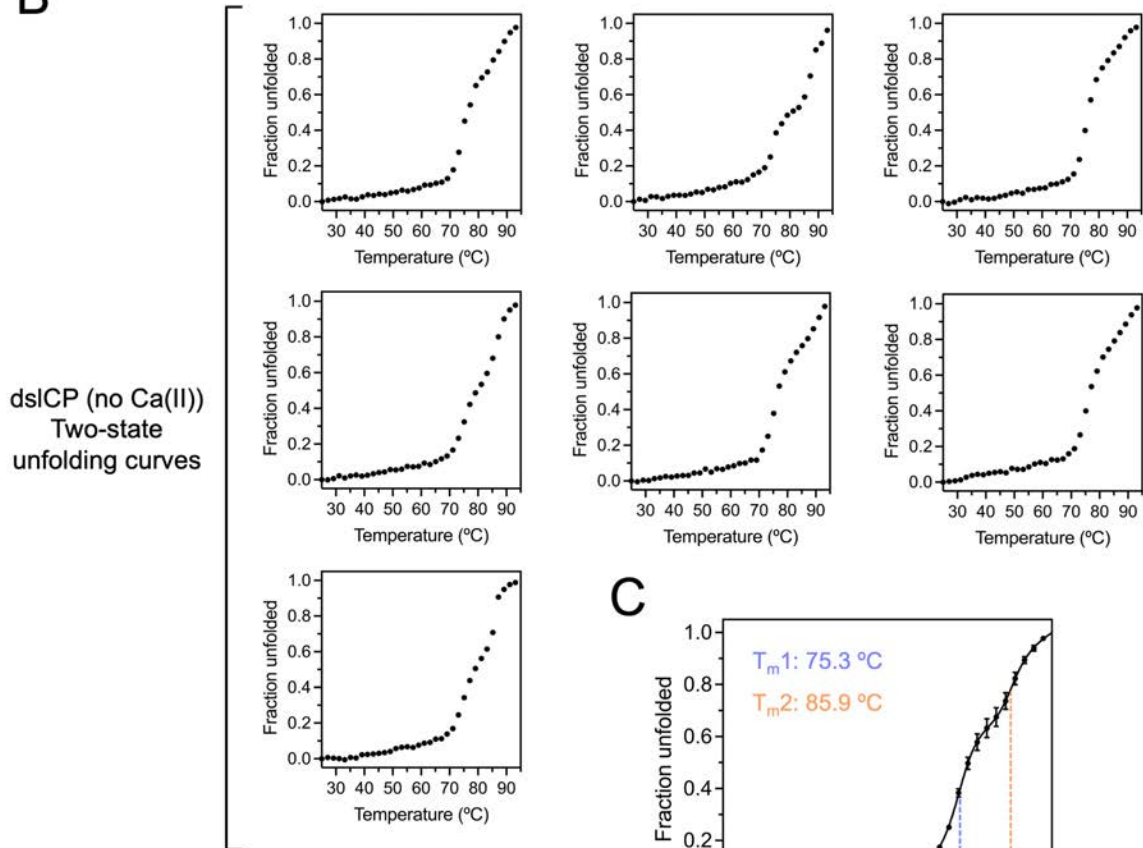 B
1.0
0.8
0.6
0.4
0.2
0.0
Fraction unfolded
30 40 50 60 70 80 90
Temperature (ºC)
1.0
0.8
0.6
0.4
0.2
0.0
Fraction unfolded
30 40 50 60 70 80 90
Temperature (ºC)
1.0
0.8
0.6
0.4
0.2
0.0
Fraction unfolded
30 40 50 60 70 80 90
Temperature (ºC)
dslCP (no Ca(II))
Two-state
unfolding curves
1.0
0.8
0.6
0.4
0.2
0.0
Fraction unfolded
30 40 50 60 70 80 90
Temperature (ºC)
1.0
0.8
0.6
0.4
0.2
0.0
Fraction unfolded
30 40 50 60 70 80 90
Temperature (ºC)
1.0
0.8
0.6
0.4
0.2
0.0
Fraction unfolded
30 40 50 60 70 80 90
Temperature (ºC)
1.0
0.8
0.6
0.4
0.2
0.0
Fraction unfolded
30 40 50 60 70 80 90
Temperature (ºC)
C
1.0
0.8
0.6
0.4
0.2
Fraction unfolded
Tm1: 75.3 ºC
Tm2: 85.9 ºC